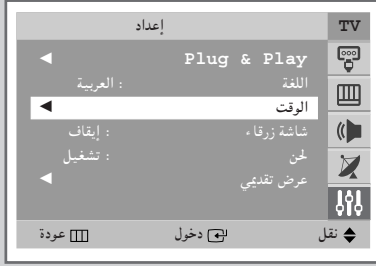 إعداد TV
Plug & Play
اللغة : العربية
الوقت
شاشة زرقاء : إيقاف
لحن : تشغيل
عرض تقديمي
نقل دخول عودة